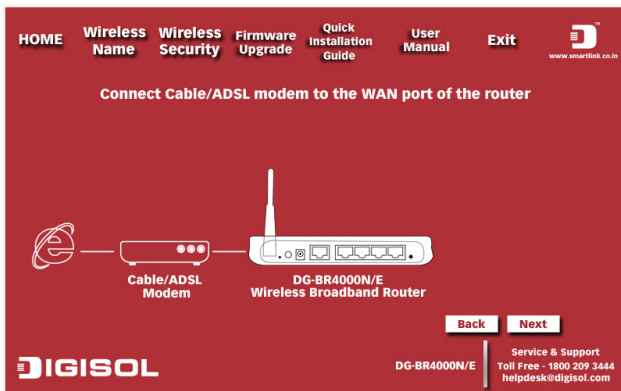 HOME
Wireless
Name
Wireless
Security
Firmware
Upgrade
Quick
Installation
Guide
User
Manual
Exit
www.smartlink.co.in
Connect Cable/ADSL modem to the WAN port of the router
Cable/ADSL
Modem
DG-BR4000N/E
Wireless Broadband Router
Back
Next
DIGISOL
DG-BR4000N/E
Service & Support
Toll Free - 1800 209 3444
helpdesk@digisol.com